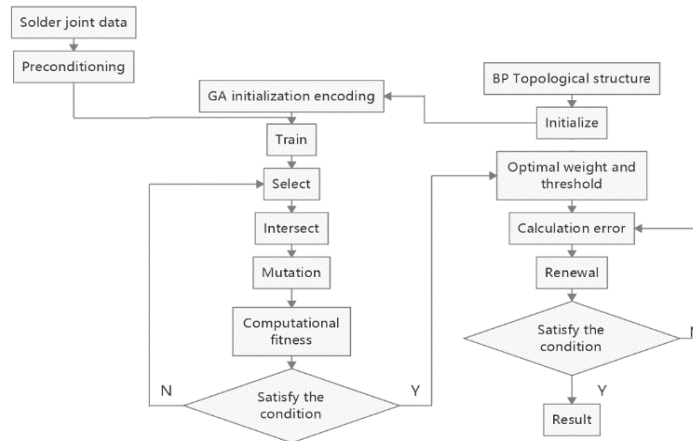 Solder joint data
Preconditioning
GA initialization encoding
BP Topological structure
Initialize
Train
Select
Intersect
Mutation
Computational
fitness
Satisfy the
condition
N
Y
Optimal weight and
threshold
Calculation error
Renewal
Satisfy the
condition
N
Y
Result